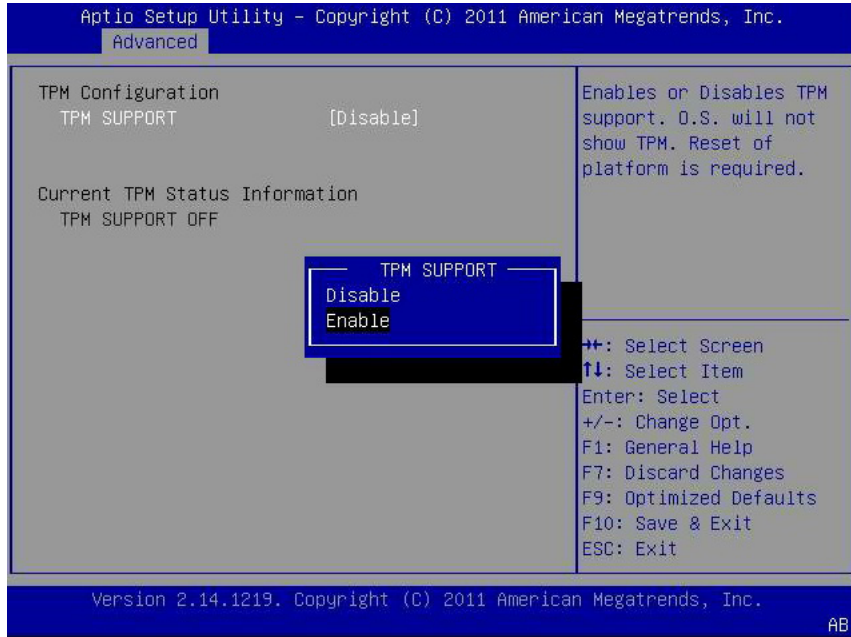 Aptio Setup Utility – Copyright (C) 2011 American Megatrends, Inc.
Advanced
TPM Configuration
TPM SUPPORT [Disable]
Current TPM Status Information
TPM SUPPORT OFF
TPM SUPPORT
Disable
Enable
Enables or Disables TPM
support. O.S. will not
show TPM. Reset of
platform is required.
→←: Select Screen
↑↓: Select Item
Enter: Select
+/-: Change Opt.
F1: General Help
F7: Discard Changes
F9: Optimized Defaults
F10: Save & Exit
ESC: Exit
Version 2.14.1219. Copyright (C) 2011 American Megatrends, Inc.
AB